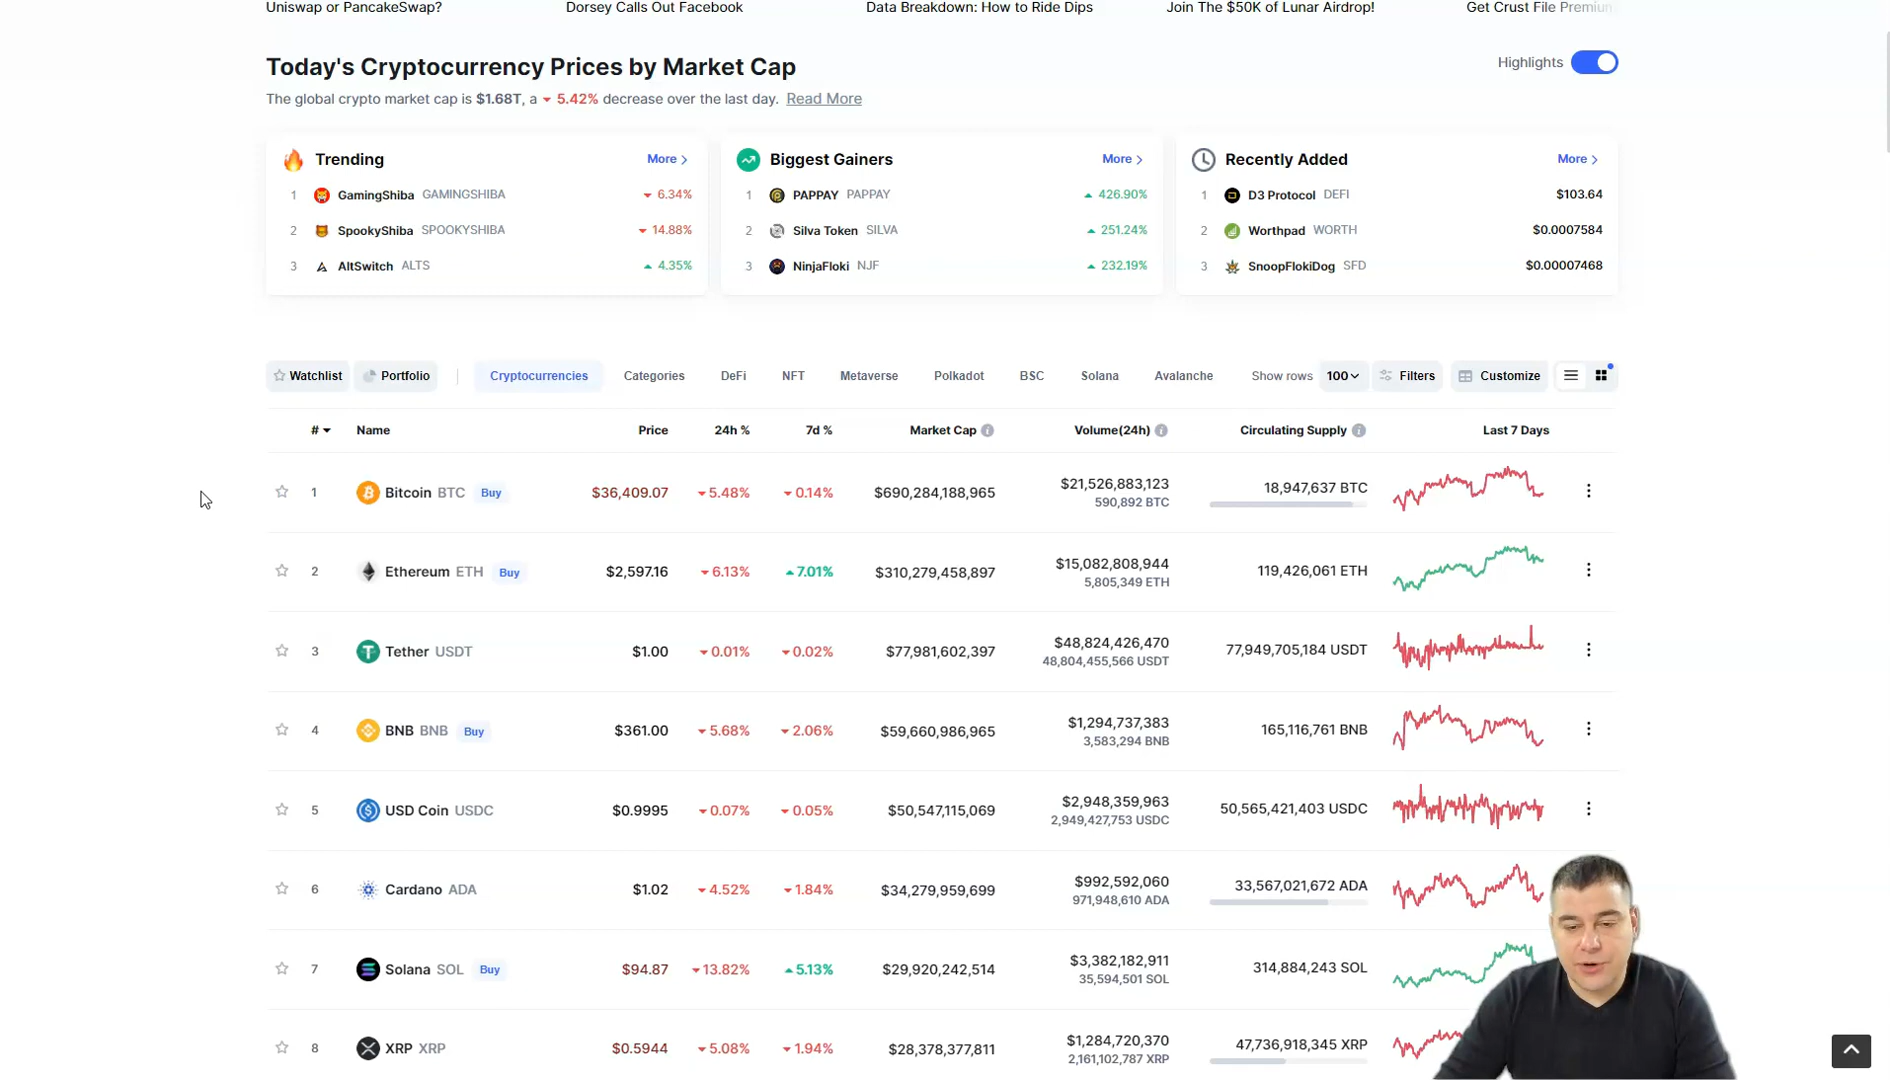 Uniswap or PancakeSwap? Dorsey Calls Out Facebook Data Breakdown: How to Ride Dips Join The $50K of Lunar Airdrop! Get Crust File Premium
Today's Cryptocurrency Prices by Market Cap Highlights
The global crypto market cap is $1.68T, a 5.42% decrease over the last day. Read More
Trending More >
1 GamingShiba GAMINGSHIBA 6.34%
2 SpookyShiba SPOOKYSHIBA 14.88%
3 AltSwitch ALTS 4.35%
Biggest Gainers More >
1 PAPPAY PAPPAY 426.90%
2 Silva Token SILVA 251.24%
3 NinjaFloki NJF 232.19%
Recently Added More >
1 D3 Protocol DEFI $103.64
2 Worthpad WORTH $0.0007584
3 SnoopFlokiDog SFD $0.00007468
Watchlist Portfolio Cryptocurrencies Categories DeFi NFT Metaverse Polkadot BSC Solana Avalanche Show rows 100 Filters Customize
# Name Price 24h % 7d % Market Cap Volume(24h) Circulating Supply Last 7 Days
1 Bitcoin BTC Buy $36,409.07 5.48% 0.14% $690,284,188,965 $21,526,883,123 18,947,637 BTC
590,892 BTC
2 Ethereum ETH Buy $2,597.16 6.13% 7.01% $310,279,458,897 $15,082,808,944 119,426,061 ETH
5,805,349 ETH
3 Tether USDT $1.00 0.01% 0.02% $77,981,602,397 $48,824,426,470 77,949,705,184 USDT
48,804,455,566 USDT
4 BNB BNB Buy $361.00 5.68% 2.06% $59,660,986,965 $1,294,737,383 165,116,761 BNB
3,583,294 BNB
5 USD Coin USDC $0.9995 0.07% 0.05% $50,547,115,069 $2,948,359,963 50,565,421,403 USDC
2,949,427,753 USDC
6 Cardano ADA $1.02 4.52% 1.84% $34,279,959,699 $992,592,060 33,567,021,672 ADA
971,948,610 ADA
7 Solana SOL Buy $94.87 13.82% 5.13% $29,920,242,514 $3,382,182,911 314,884,243 SOL
35,594,501 SOL
8 XRP XRP $0.5944 5.08% 1.94% $28,378,377,811 $1,284,720,370 47,736,918,345 XRP
2,161,102,787 XRP